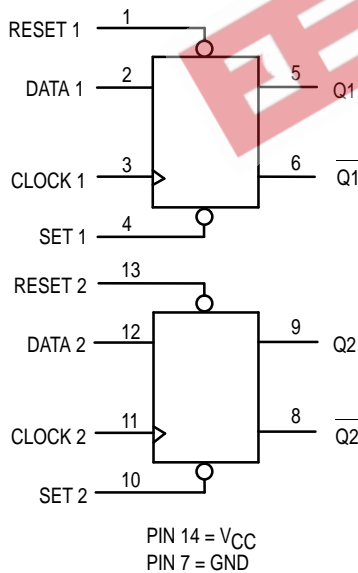 RESET 1 1
DATA 1 2
5 Q1
CLOCK 1 3
6 Q1
SET 1 4
RESET 2 13
DATA 2 12
9 Q2
CLOCK 2 11
8 Q2
SET 2 10
PIN 14 = VCC
PIN 7 = GND